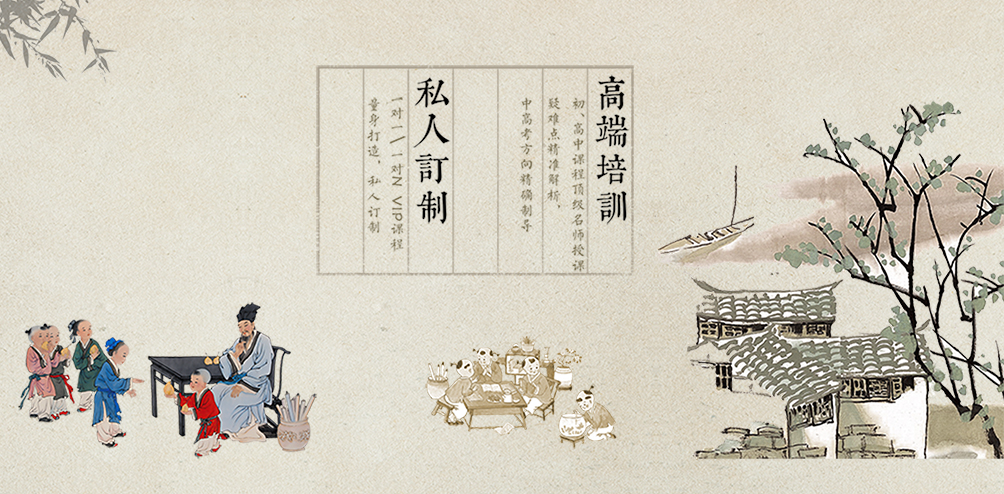 高端培訓
初、高中课程顶级名师授课
疑难点精准解析，
中高考方向精确制导
私人訂制
一对一\一对N VIP课程
量身打造，私人订制